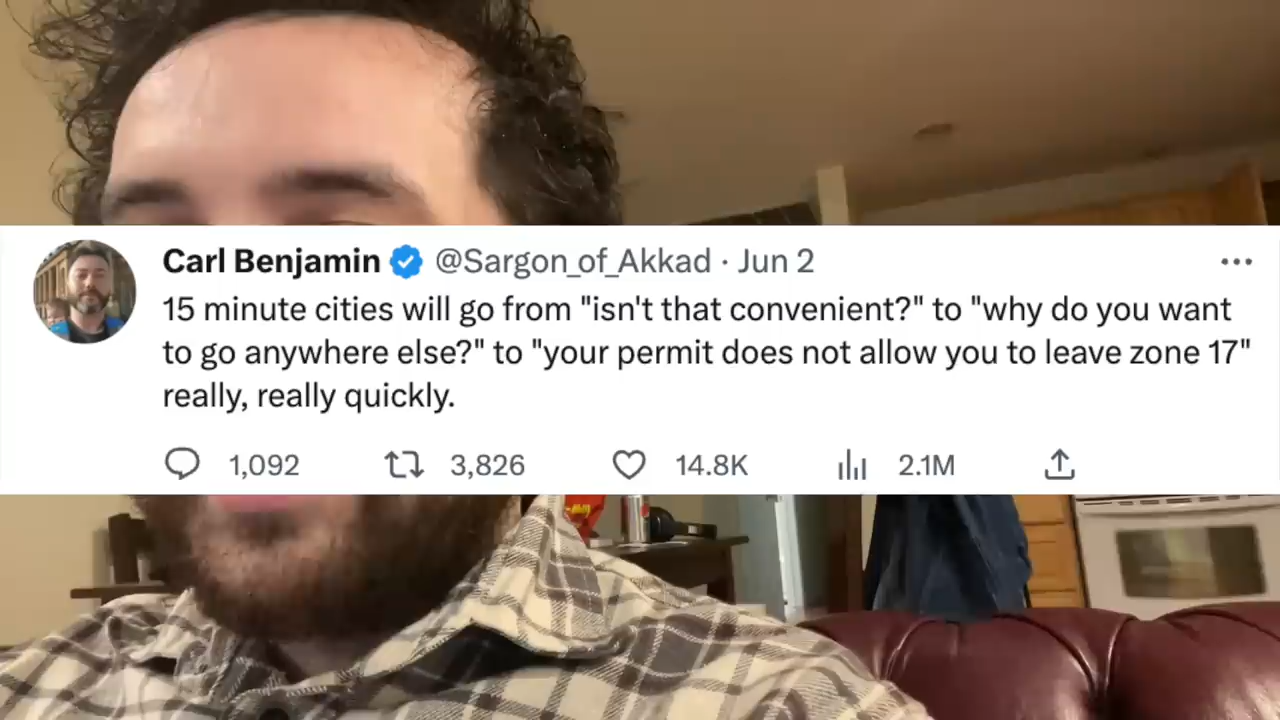 Carl Benjamin @Sargon_of_Akkad · Jun 2
15 minute cities will go from "isn't that convenient?" to "why do you want
to go anywhere else?" to "your permit does not allow you to leave zone 17"
really, really quickly.
1,092 3,826 14.8K 2.1M